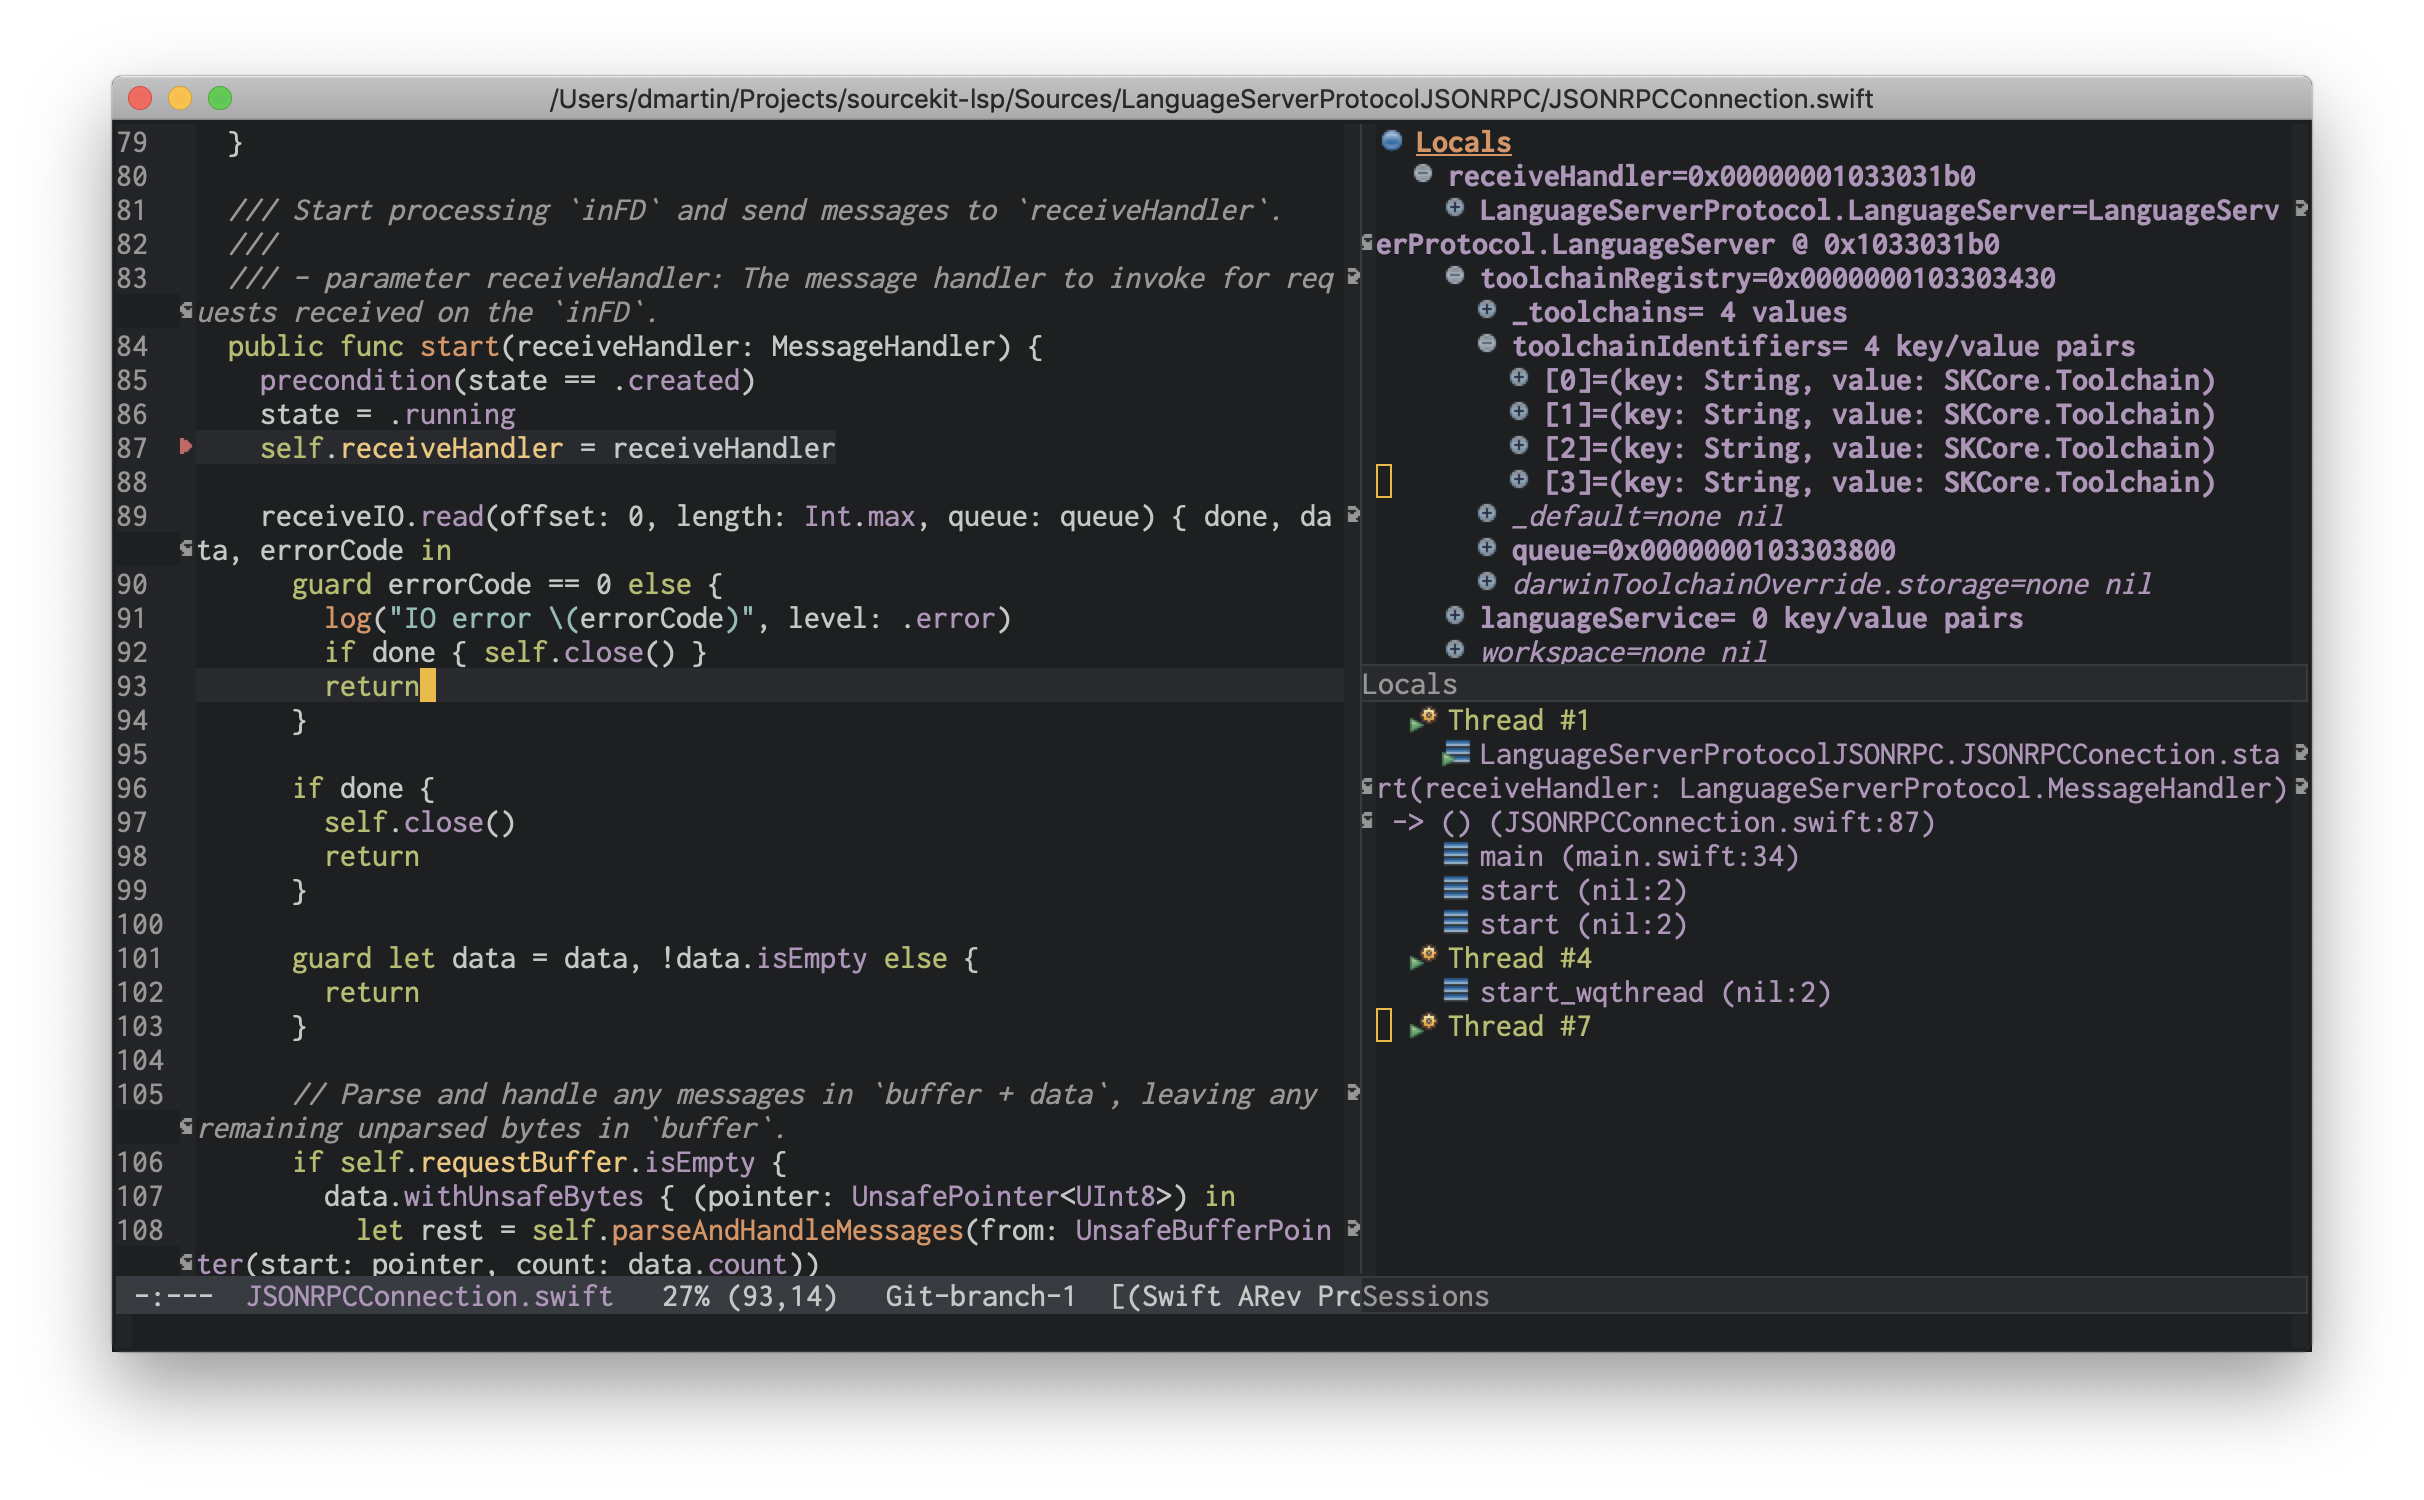 /Users/dmartin/Projects/sourcekit-lsp/Sources/LanguageServerProtocolJSONRPC/JSONRPCConnection.swift
79   }
80
81   /// Start processing `inFD` and send messages to `receiveHandler`.
82   ///
83   /// - parameter receiveHandler: The message handler to invoke for req
uests received on the `inFD`.
84   public func start(receiveHandler: MessageHandler) {
85     precondition(state == .created)
86     state = .running
87     self.receiveHandler = receiveHandler
88
89     receiveIO.read(offset: 0, length: Int.max, queue: queue) { done, da
ta, errorCode in
90       guard errorCode == 0 else {
91         log("IO error \(errorCode)", level: .error)
92         if done { self.close() }
93         return
94       }
95
96       if done {
97         self.close()
98         return
99       }
100
101       guard let data = data, !data.isEmpty else {
102         return
103       }
104
105       // Parse and handle any messages in `buffer + data`, leaving any
remaining unparsed bytes in `buffer`.
106       if self.requestBuffer.isEmpty {
107         data.withUnsafeBytes { (pointer: UnsafePointer<UInt8>) in
108           let rest = self.parseAndHandleMessages(from: UnsafeBufferPoin
ter(start: pointer, count: data.count))
-:---  JSONRPCConnection.swift   27% (93,14)   Git-branch-1  [(Swift ARev Pro
Locals
receiveHandler=0x00000001033031b0
LanguageServerProtocol.LanguageServer=LanguageServ
erProtocol.LanguageServer @ 0x1033031b0
toolchainRegistry=0x0000000103303430
_toolchains= 4 values
toolchainIdentifiers= 4 key/value pairs
[0]=(key: String, value: SKCore.Toolchain)
[1]=(key: String, value: SKCore.Toolchain)
[2]=(key: String, value: SKCore.Toolchain)
[3]=(key: String, value: SKCore.Toolchain)
_default=none nil
queue=0x0000000103303800
darwinToolchainOverride.storage=none nil
languageService= 0 key/value pairs
workspace=none nil
Locals
Thread #1
LanguageServerProtocolJSONRPC.JSONRPCConection.sta
rt(receiveHandler: LanguageServerProtocol.MessageHandler)
-> () (JSONRPCConnection.swift:87)
main (main.swift:34)
start (nil:2)
start (nil:2)
Thread #4
start_wqthread (nil:2)
Thread #7
Sessions